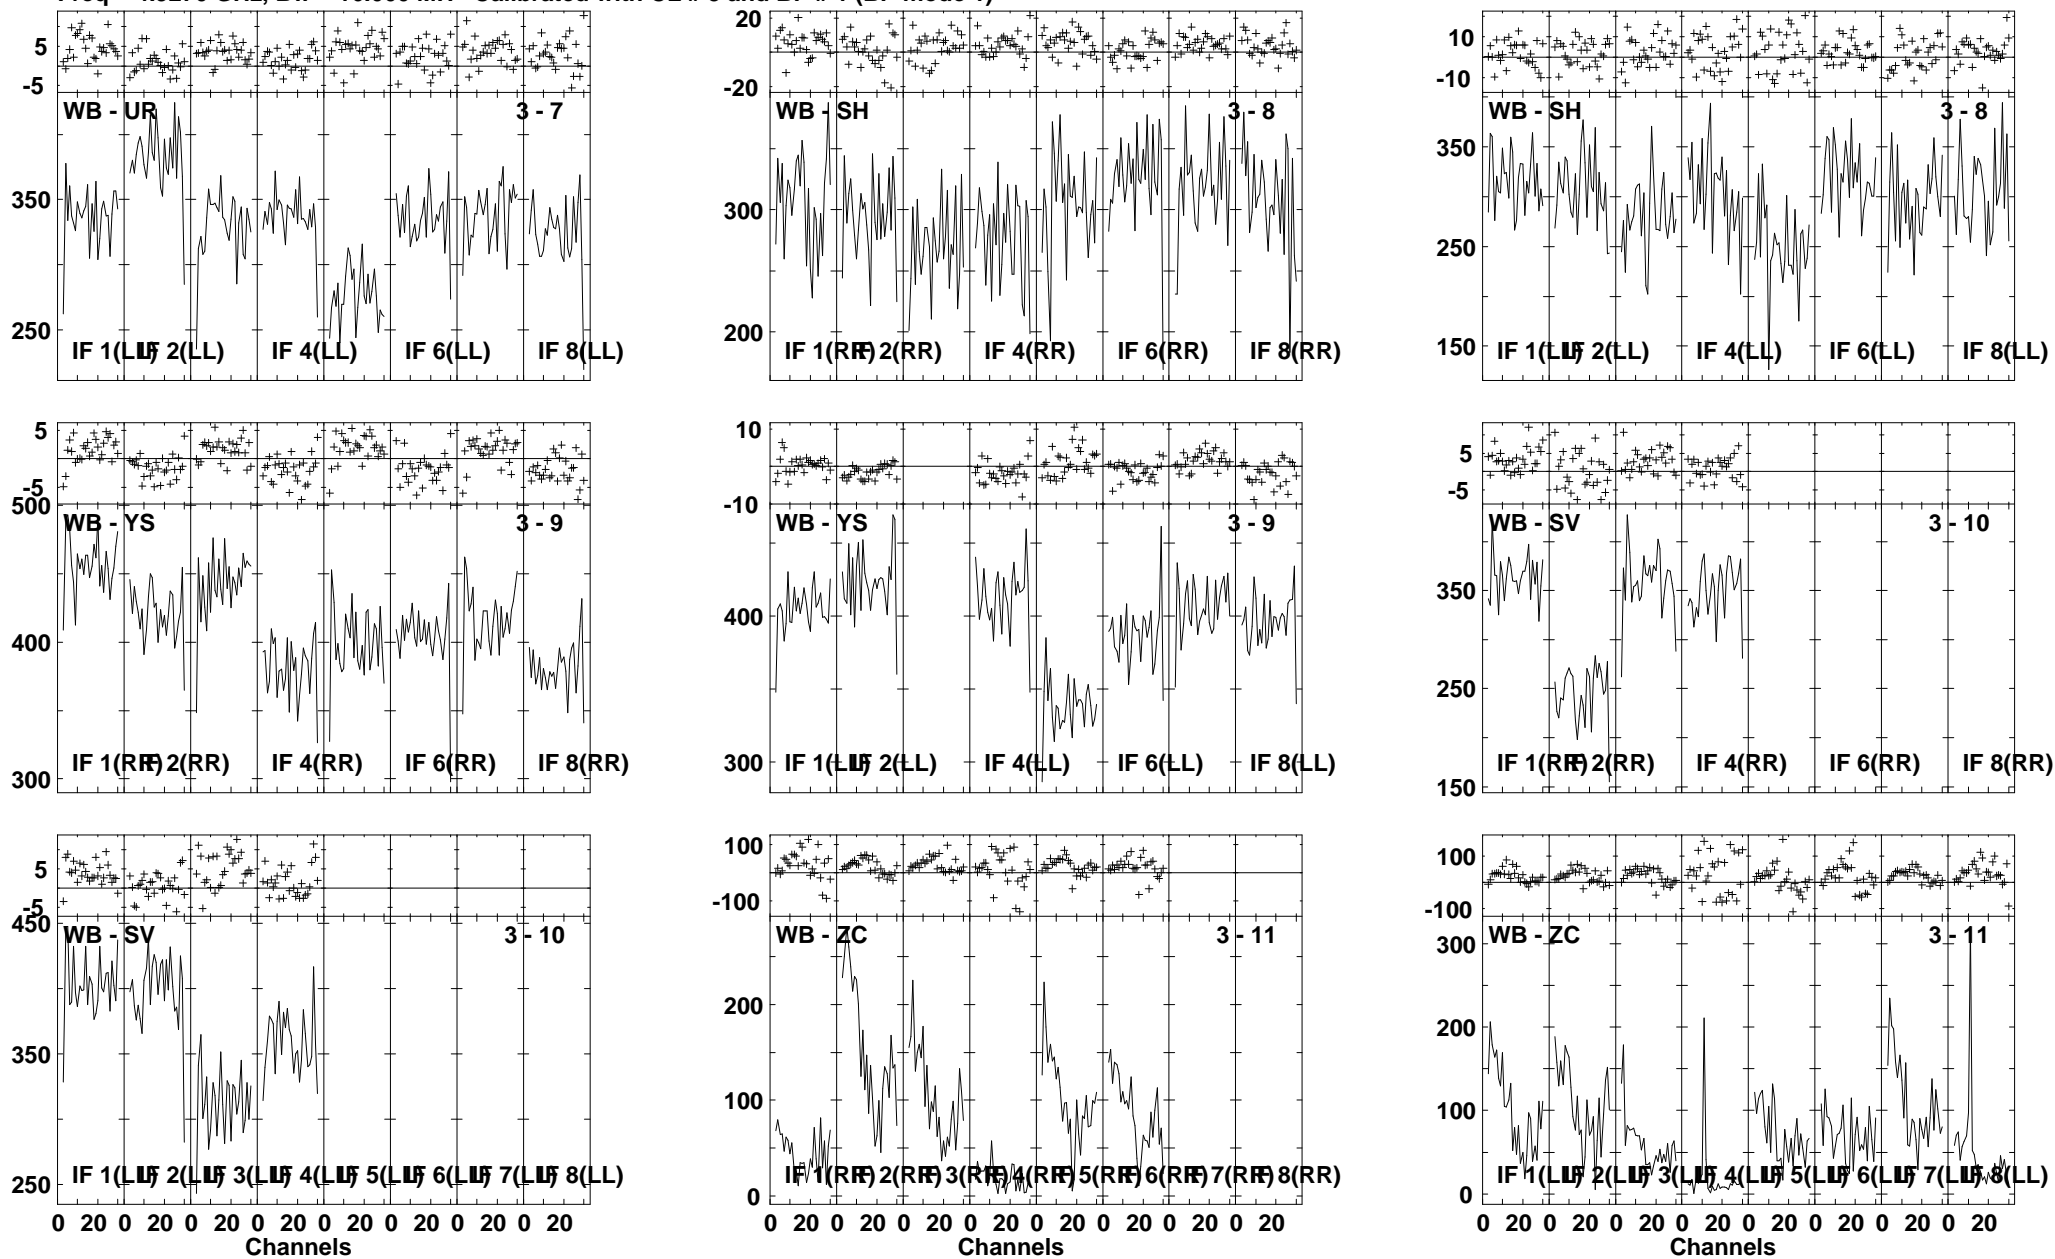 5
-5
WB - UR
3 - 7
350
250
IF 1(LL) IF 2(LL) IF 4(LL) IF 6(LL) IF 8(LL)
20
-20
WB - SH
3 - 8
300
200
IF 1(RR) IF 2(RR) IF 4(RR) IF 6(RR) IF 8(RR)
10
-10
WB - SH
3 - 8
350
250
150
IF 1(LL) IF 2(LL) IF 4(LL) IF 6(LL) IF 8(LL)
5
-5
500
WB - YS
3 - 9
400
300
IF 1(RR) IF 2(RR) IF 4(RR) IF 6(RR) IF 8(RR)
10
-10
WB - YS
3 - 9
400
300
IF 1(LL) IF 2(LL) IF 4(LL) IF 6(LL) IF 8(LL)
5
-5
WB - SV
3 - 10
350
250
150
IF 1(RR) IF 2(RR) IF 4(RR) IF 6(RR) IF 8(RR)
5
-5
450
WB - SV
3 - 10
350
250
IF 1(LL) IF 2(LL) IF 3(LL) IF 4(LL) IF 5(LL) IF 6(LL) IF 7(LL) IF 8(LL)
0 20 0 20 0 20 0 20 0 20 0 20 0 20 0 20
Channels
100
-100
WB - ZC
3 - 11
200
100
0
IF 1(RR) IF 2(RR) IF 3(RR) IF 4(RR) IF 5(RR) IF 6(RR) IF 7(RR) IF 8(RR)
0 20 0 20 0 20 0 20 0 20 0 20 0 20 0 20
Channels
100
-100
WB - ZC
3 - 11
300
200
100
0
IF 1(LL) IF 2(LL) IF 3(LL) IF 4(LL) IF 5(LL) IF 6(LL) IF 7(LL) IF 8(LL)
0 20 0 20 0 20 0 20 0 20 0 20 0 20 0 20
Channels